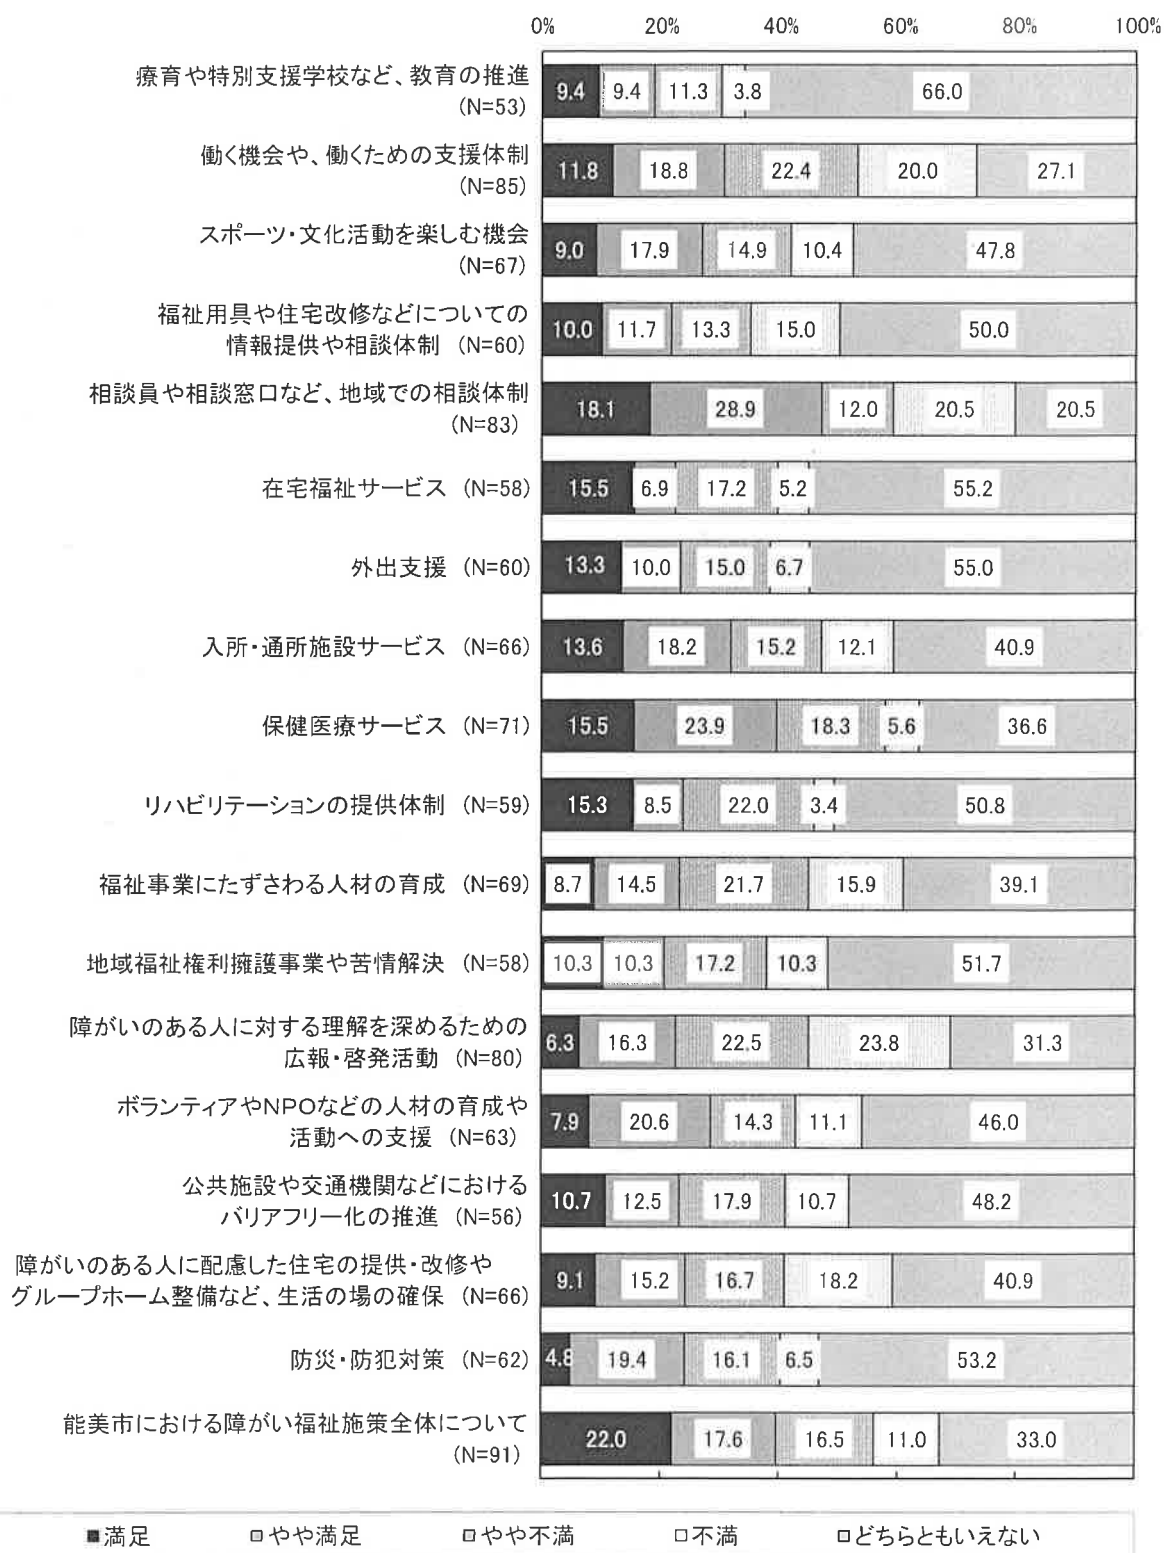 0% 20% 40% 60% 80% 100%
療育や特別支援学校など、教育の推進
(N=53)
9.4 9.4 11.3 3.8 66.0
働く機会や、働くための支援体制
(N=85)
11.8 18.8 22.4 20.0 27.1
スポーツ・文化活動を楽しむ機会
(N=67)
9.0 17.9 14.9 10.4 47.8
福祉用具や住宅改修などについての
情報提供や相談体制 (N=60)
10.0 11.7 13.3 15.0 50.0
相談員や相談窓口など、地域での相談体制
(N=83)
18.1 28.9 12.0 20.5 20.5
在宅福祉サービス (N=58)
15.5 6.9 17.2 5.2 55.2
外出支援 (N=60)
13.3 10.0 15.0 6.7 55.0
入所・通所施設サービス (N=66)
13.6 18.2 15.2 12.1 40.9
保健医療サービス (N=71)
15.5 23.9 18.3 5.6 36.6
リハビリテーションの提供体制 (N=59)
15.3 8.5 22.0 3.4 50.8
福祉事業にたずさわる人材の育成 (N=69)
8.7 14.5 21.7 15.9 39.1
地域福祉権利擁護事業や苦情解決 (N=58)
10.3 10.3 17.2 10.3 51.7
障がいのある人に対する理解を深めるための
広報・啓発活動 (N=80)
6.3 16.3 22.5 23.8 31.3
ボランティアやNPOなどの人材の育成や
活動への支援 (N=63)
7.9 20.6 14.3 11.1 46.0
公共施設や交通機関などにおける
バリアフリー化の推進 (N=56)
10.7 12.5 17.9 10.7 48.2
障がいのある人に配慮した住宅の提供・改修や
グループホーム整備など、生活の場の確保 (N=66)
9.1 15.2 16.7 18.2 40.9
防災・防犯対策 (N=62)
4.8 19.4 16.1 6.5 53.2
能美市における障がい福祉施策全体について
(N=91)
22.0 17.6 16.5 11.0 33.0
満足 やや満足 やや不満 不満 どちらともいえない